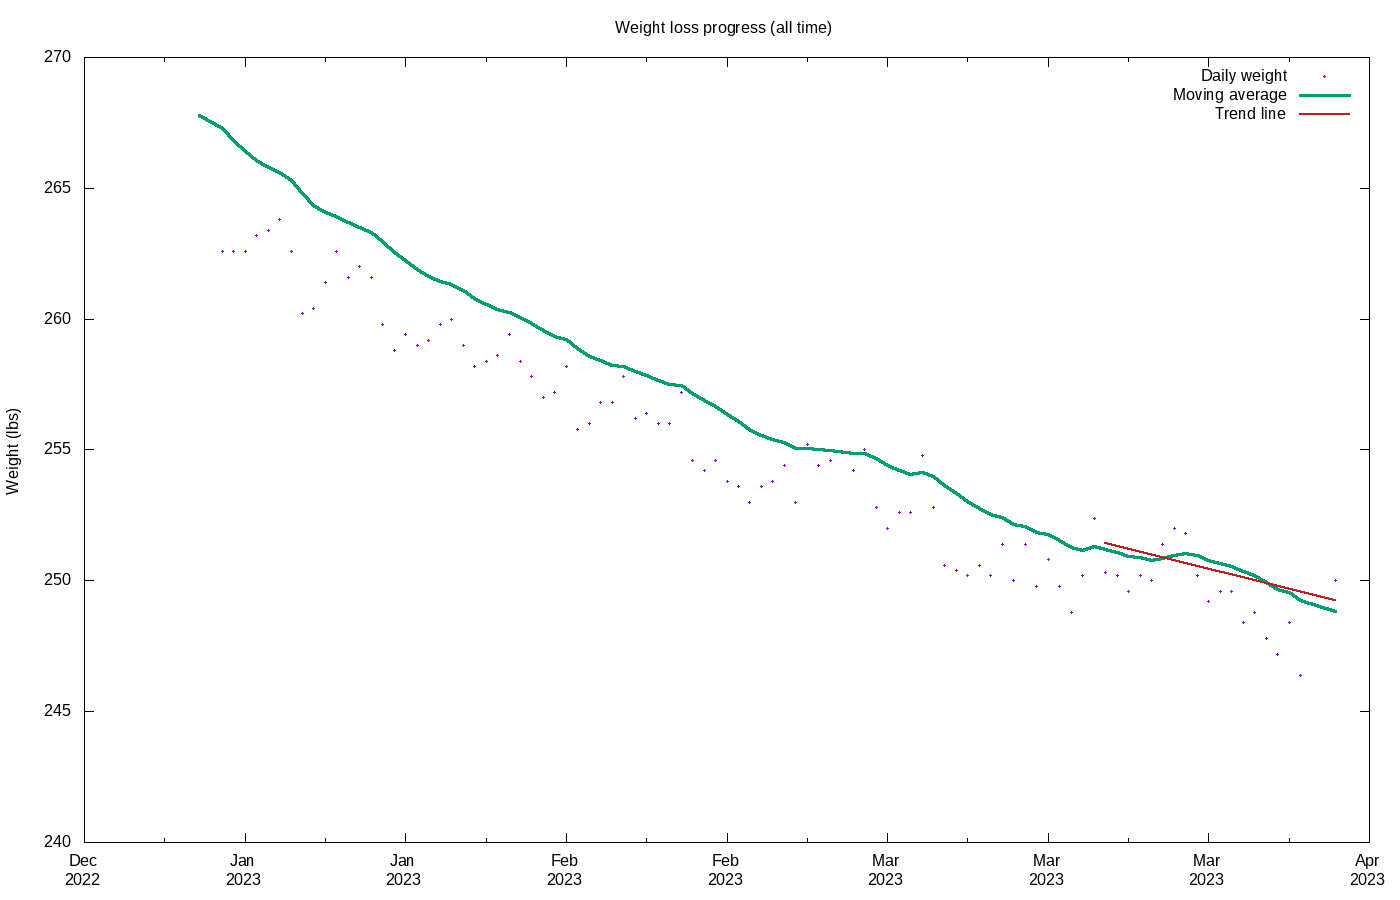 Weight loss progress (all time)
Daily weight
Moving average
Trend line
270
265
260
255
250
245
240
Weight (lbs)
Dec Jan Jan Feb Feb Mar Mar Mar Apr
2022 2023 2023 2023 2023 2023 2023 2023 2023